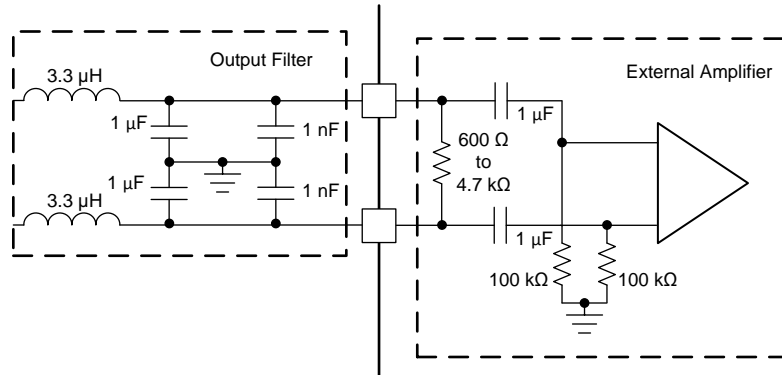 Output Filter
External Amplifier
3.3 µH
1 µF
1 nF
1 µF
600 Ω
to
4.7 kΩ
1 µF
1 nF
3.3 µH
1 µF
100 kΩ
100 kΩ